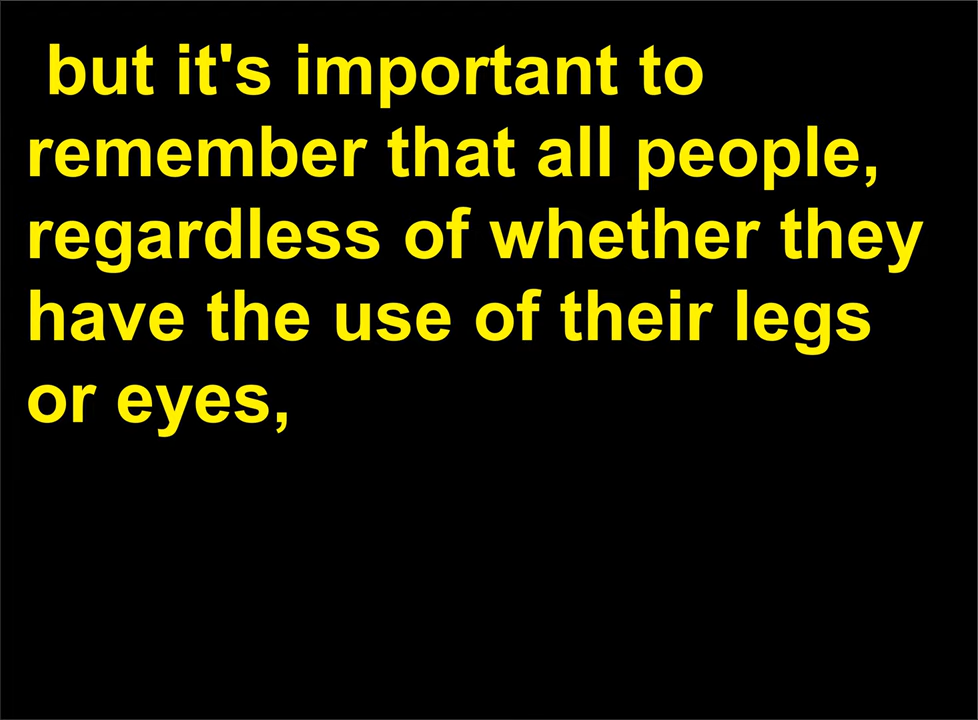 but it's important to
remember that all people,
regardless of whether they
have the use of their legs
or eyes,